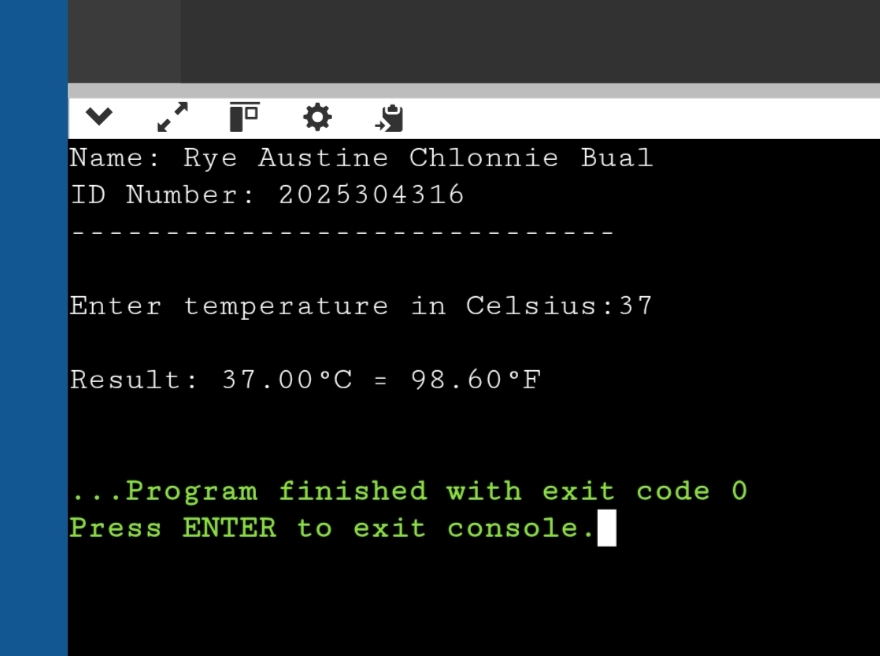 Name: Rye Austine Chlonnie Bual
ID Number: 2025304316
-----------------------------
Enter temperature in Celsius:37
Result: 37.00°C = 98.60°F
...Program finished with exit code 0
Press ENTER to exit console.